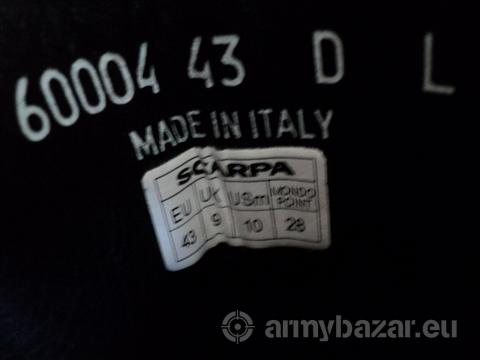 60004 43 D L
MADE IN ITALY
SCARPA
EU UK USm MONDO POINT
43 9 10 28
armybazar.eu